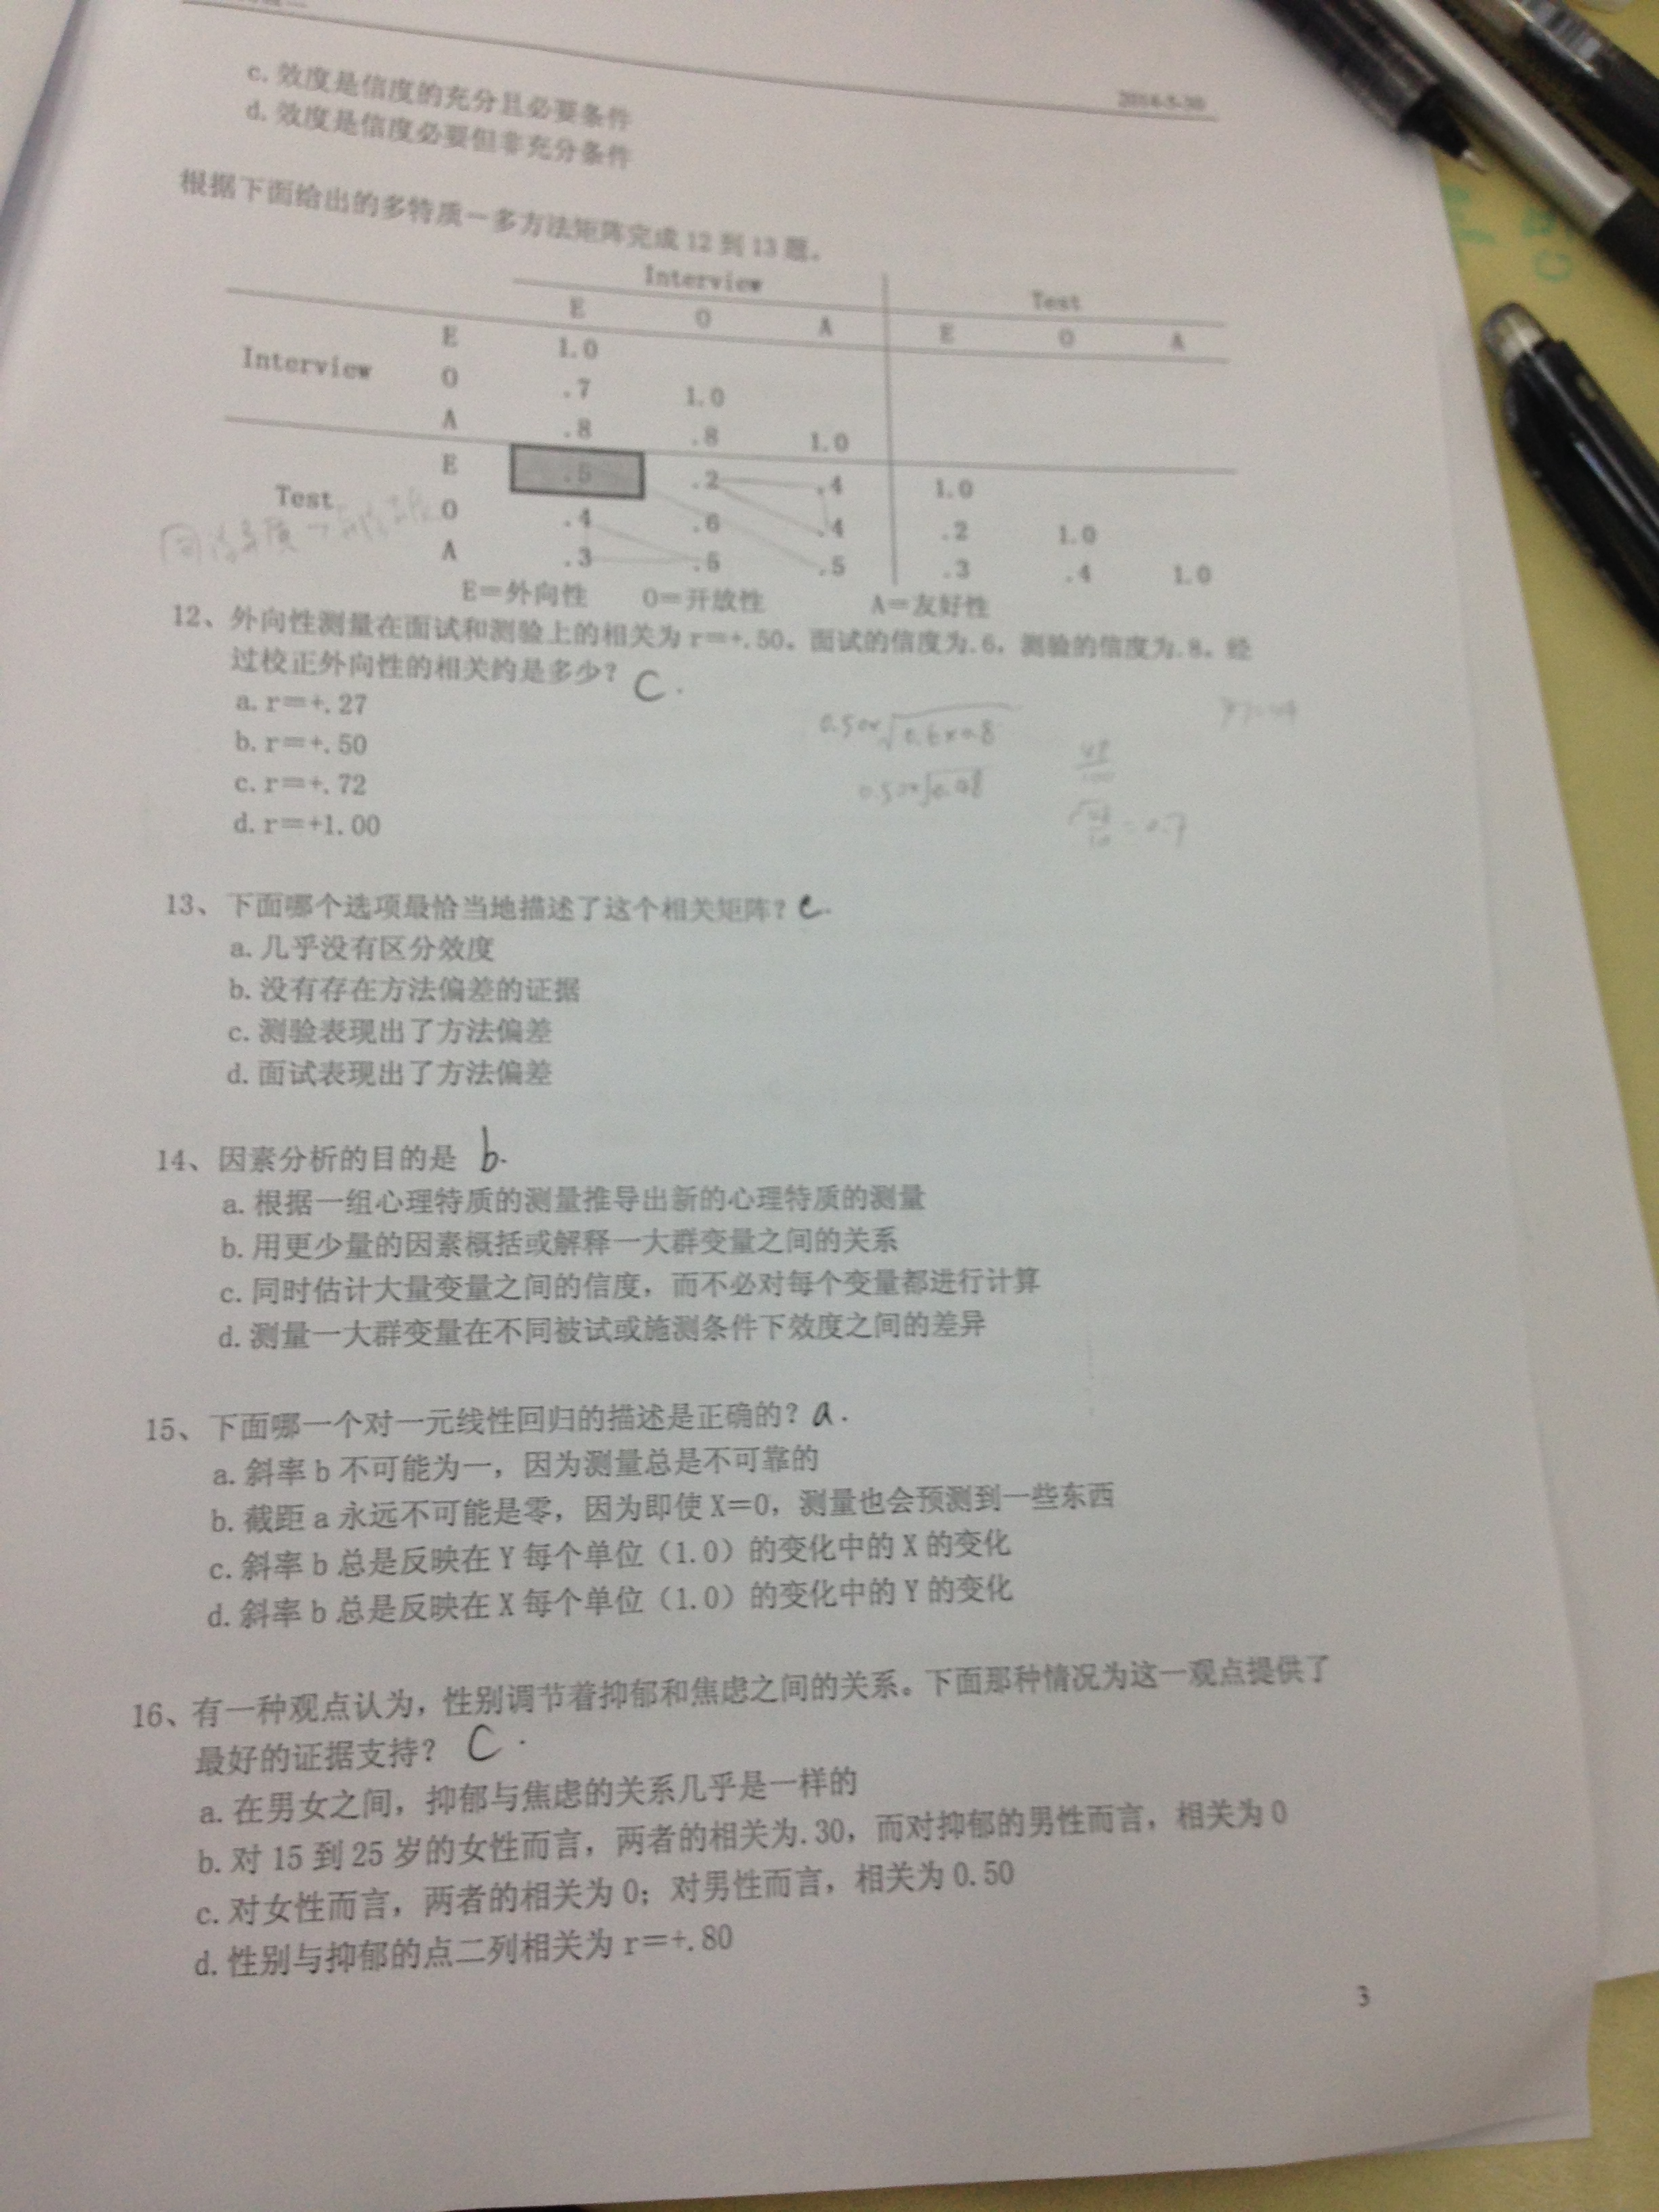 2014-5-30
c. 效度是信度的充分且必要条件
d. 效度是信度必要但非充分条件
根据下面给出的多特质－多方法矩阵完成 12 到 13 题。
Interview Test
E O A E O A
Interview E 1.0
O .7 1.0
A .8 .8 1.0
Test E .5 .2 .4 1.0
O .4 .6 .4 .2 1.0
A .3 .5 .5 .3 .4 1.0
E＝外向性 O＝开放性 A＝友好性
12、外向性测量在面试和测验上的相关为 r＝+.50。面试的信度为.6，测验的信度为.8。经
过校正外向性的相关约是多少？ C.
a. r＝+.27
b. r＝+.50
c. r＝+.72
d. r＝+1.00
0.50×√0.6×0.8
0.50×√0.48
48/100
√48/10 = 0.7
13、下面哪个选项最恰当地描述了这个相关矩阵？ c.
a. 几乎没有区分效度
b. 没有存在方法偏差的证据
c. 测验表现出了方法偏差
d. 面试表现出了方法偏差
14、因素分析的目的是 b.
a. 根据一组心理特质的测量推导出新的心理特质的测量
b. 用更少量的因素概括或解释一大群变量之间的关系
c. 同时估计大量变量之间的信度，而不必对每个变量都进行计算
d. 测量一大群变量在不同被试或施测条件下效度之间的差异
15、下面哪一个对一元线性回归的描述是正确的？ a.
a. 斜率 b 不可能为一，因为测量总是不可靠的
b. 截距 a 永远不可能是零，因为即使 X＝0，测量也会预测到一些东西
c. 斜率 b 总是反映在 Y 每个单位（1.0）的变化中的 X 的变化
d. 斜率 b 总是反映在 X 每个单位（1.0）的变化中的 Y 的变化
16、有一种观点认为，性别调节着抑郁和焦虑之间的关系。下面那种情况为这一观点提供了
最好的证据支持？ C.
a. 在男女之间，抑郁与焦虑的关系几乎是一样的
b. 对 15 到 25 岁的女性而言，两者的相关为.30，而对抑郁的男性而言，相关为 0
c. 对女性而言，两者的相关为 0；对男性而言，相关为 0.50
d. 性别与抑郁的点二列相关为 r＝+.80
3